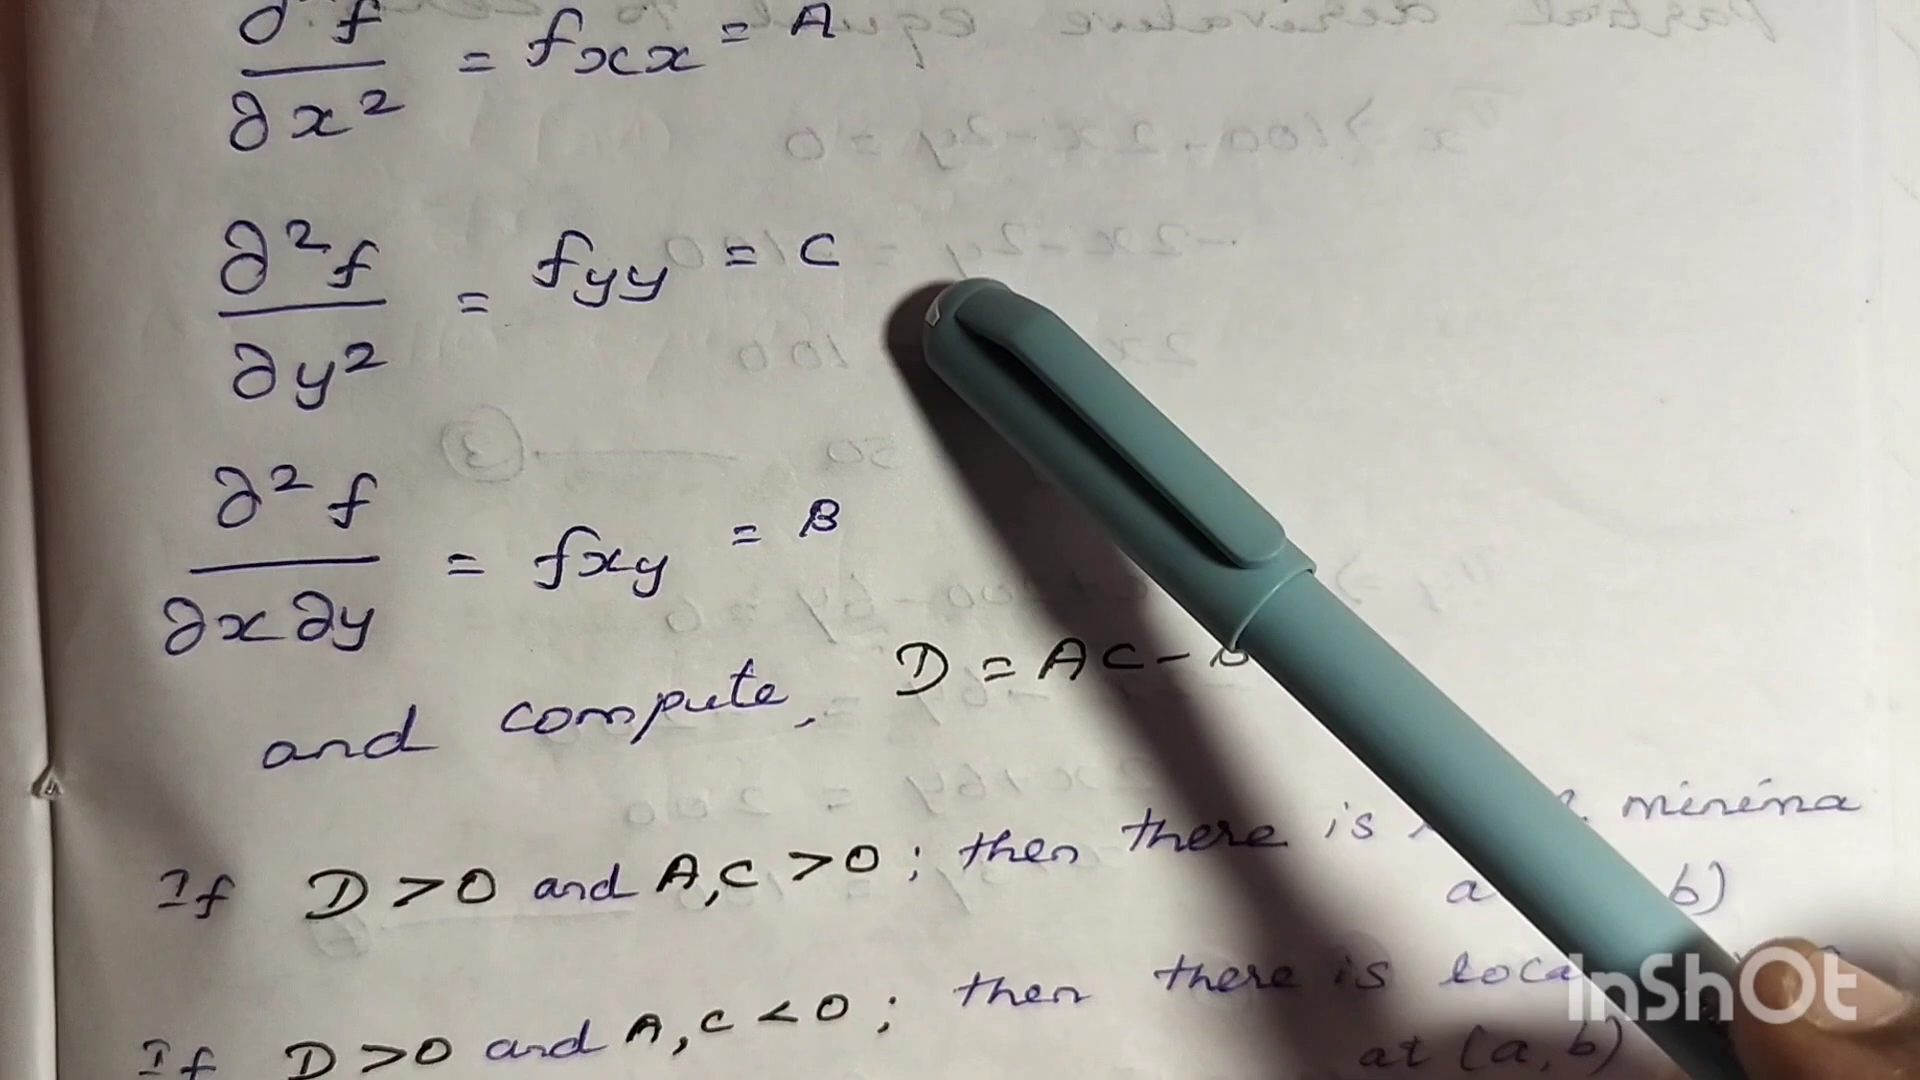 ∂²f/∂x² = fxx = A
∂²f/∂y² = fyy = C
∂²f/∂x∂y = fxy = B
and compute, D = AC - B
If D > 0 and A, C > 0 ; then there is minima
a b)
If D > 0 and A, C < 0 ; then there is
at (a, b)
InShOt